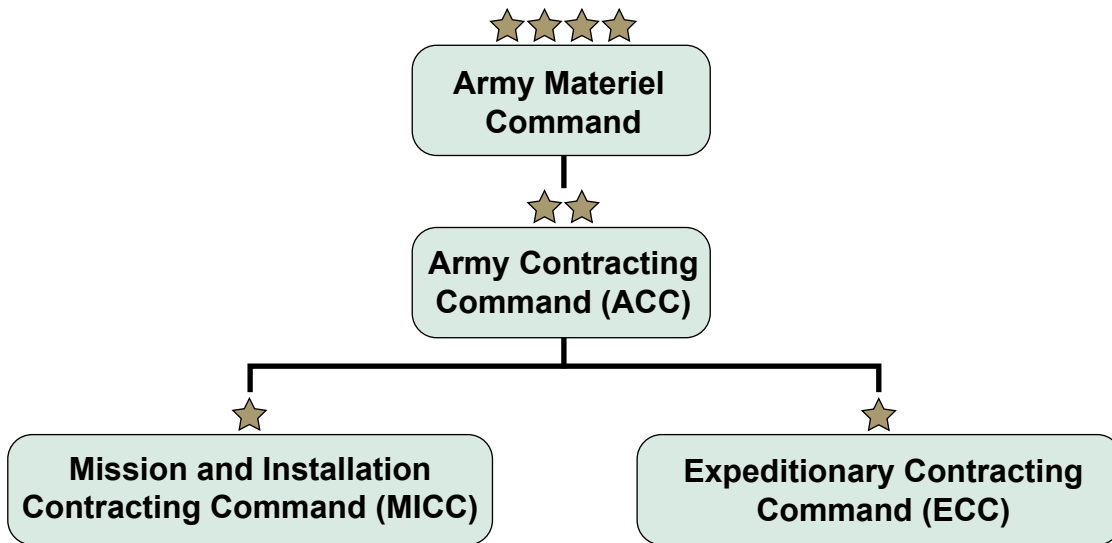 Army Materiel
Command
Army Contracting
Command (ACC)
Mission and Installation
Contracting Command (MICC)
Expeditionary Contracting
Command (ECC)